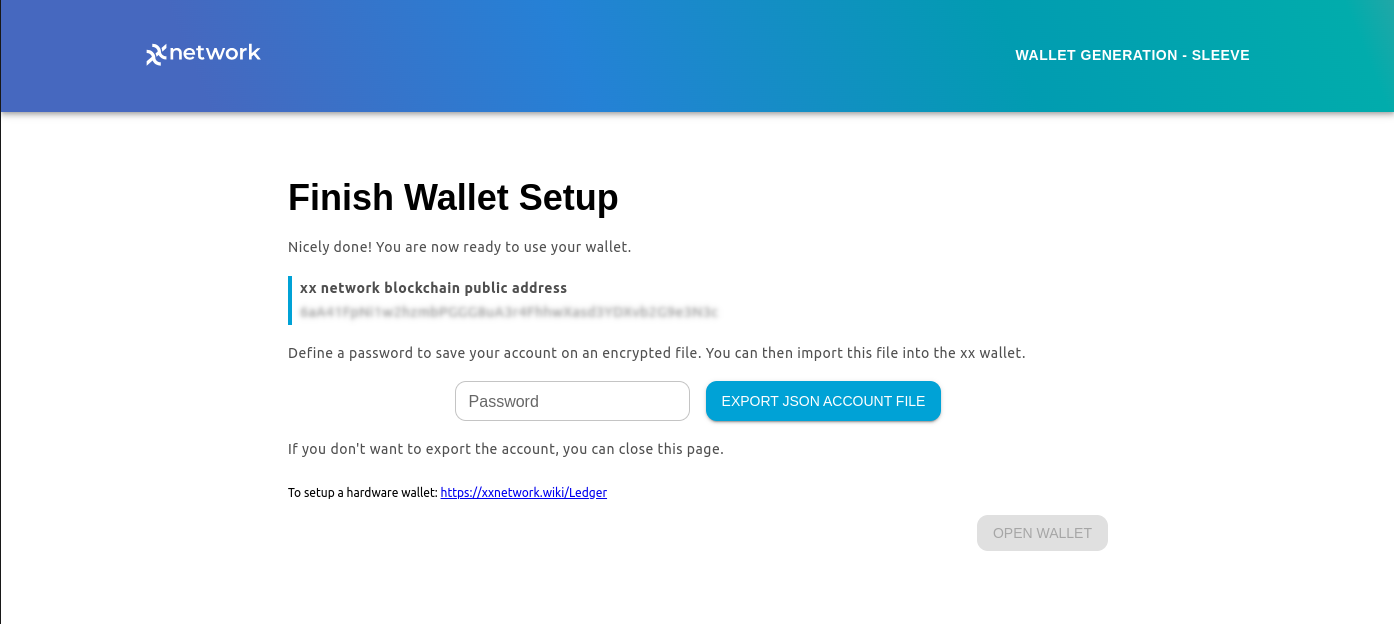 network
WALLET GENERATION - SLEEVE
Finish Wallet Setup
Nicely done! You are now ready to use your wallet.
xx network blockchain public address
Define a password to save your account on an encrypted file. You can then import this file into the xx wallet.
Password
EXPORT JSON ACCOUNT FILE
If you don't want to export the account, you can close this page.
To setup a hardware wallet: https://xxnetwork.wiki/Ledger
OPEN WALLET